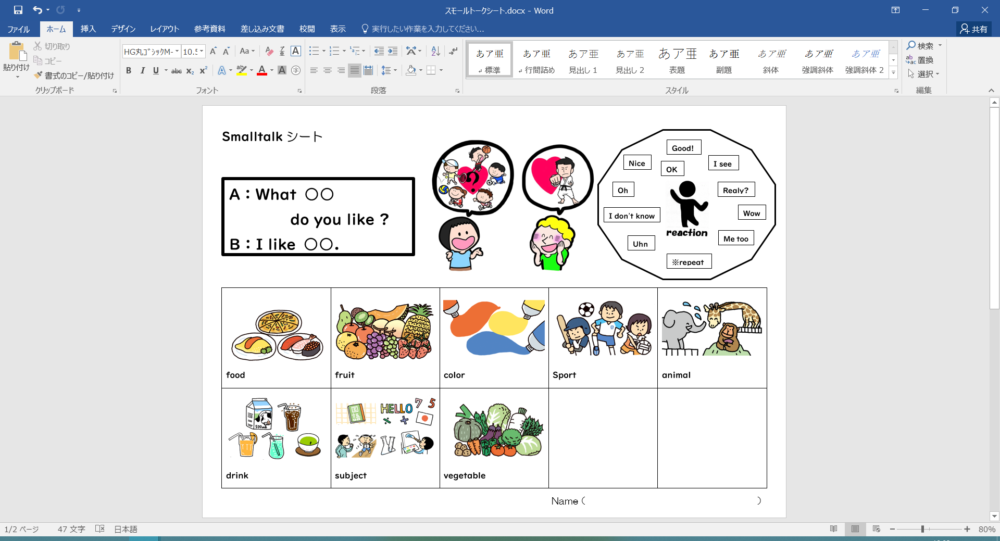 スモールトークシート.docx - Word
ファイル ホーム 挿入 デザイン レイアウト 参考資料 差し込み文書 校閲 表示 実行したい作業を入力してください... 共有
貼り付け
切り取り
コピー
書式のコピー/貼り付け
クリップボード
HG丸ｺﾞｼｯｸM- 10.5
フォント
段落
あア亜 あア亜 あア亜 あア亜 あア亜 あア亜 あア亜 あア亜 あア亜
標準 行間詰め 見出し 1 見出し 2 表題 副題 斜体 強調斜体 強調斜体 2
スタイル
検索
置換
選択
編集
Smalltalk シート
A：What ○○
do you like？
B：I like ○○.
Good!
Nice
OK
I see
Oh
Realy?
I don't know
Wow
reaction
Uhn
Me too
※repeat
food
fruit
color
Sport
animal
500ml
国語
HELLO
7 5
÷ +
drink
subject
vegetable
Name（ ）
1/2 ページ 47 文字 日本語 80%